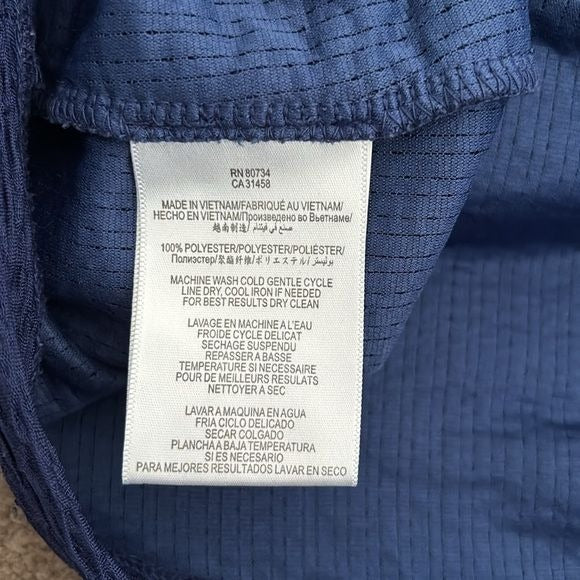 RN 80734
CA 31458
MADE IN VIETNAM/FABRIQUÉ AU VIETNAM/
HECHO EN VIETNAM/Произведено во Вьетнаме/
越南制造/ صنع في فيتنام/
100% POLYESTER/POLYESTER/POLIÉSTER/
Полиэстер/聚酯纤维/ポリエステル/بوليستر
MACHINE WASH COLD GENTLE CYCLE
LINE DRY, COOL IRON IF NEEDED
FOR BEST RESULTS DRY CLEAN
LAVAGE EN MACHINE A L'EAU
FROIDE CYCLE DELICAT
SECHAGE SUSPENDU
REPASSER A BASSE
TEMPERATURE SI NECESSAIRE
POUR DE MEILLEURS RESULATS
NETTOYER A SEC
LAVAR A MAQUINA EN AGUA
FRIA CICLO DELICADO
SECAR COLGADO
PLANCHA A BAJA TEMPERATURA
SI ES NECESARIO
PARA MEJORES RESULTADOS LAVAR EN SECO